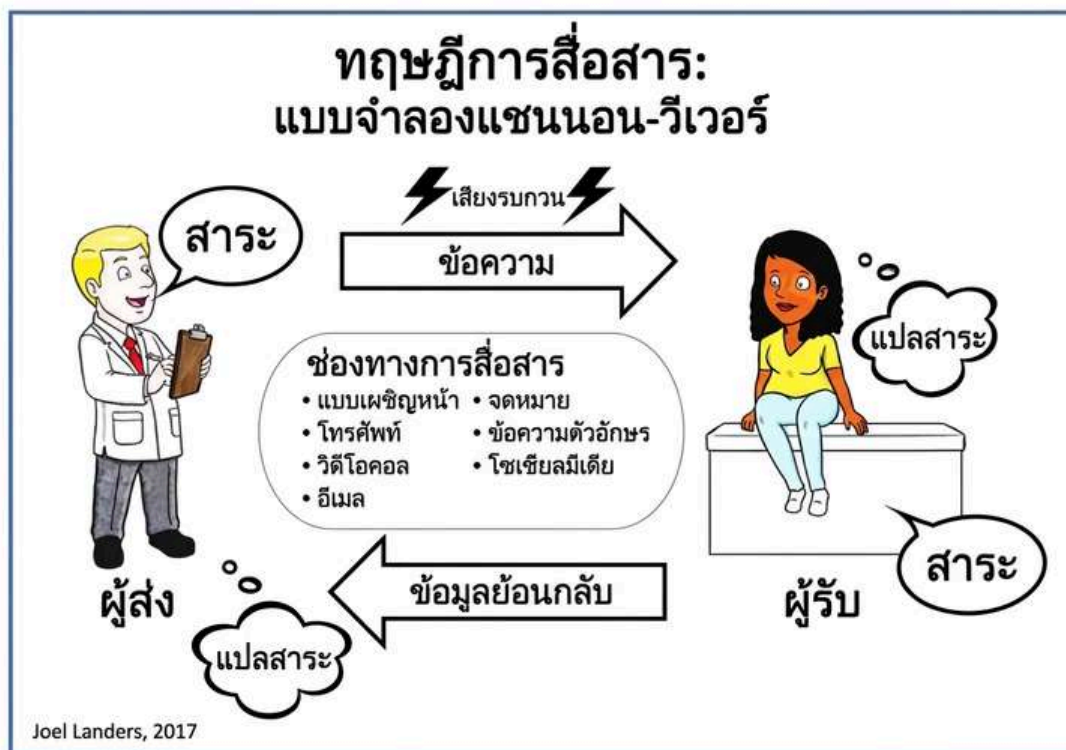 ทฤษฎีการสื่อสาร:
แบบจำลองแชนนอน-วีเวอร์
เสียงรบกวน
สาระ
ข้อความ
แปลสาระ
ช่องทางการสื่อสาร
• แบบเผชิญหน้า • จดหมาย
• โทรศัพท์ • ข้อความตัวอักษร
• วิดีโอคอล • โซเชียลมีเดีย
• อีเมล
สาระ
ผู้ส่ง
ข้อมูลย้อนกลับ
ผู้รับ
แปลสาระ
Joel Landers, 2017